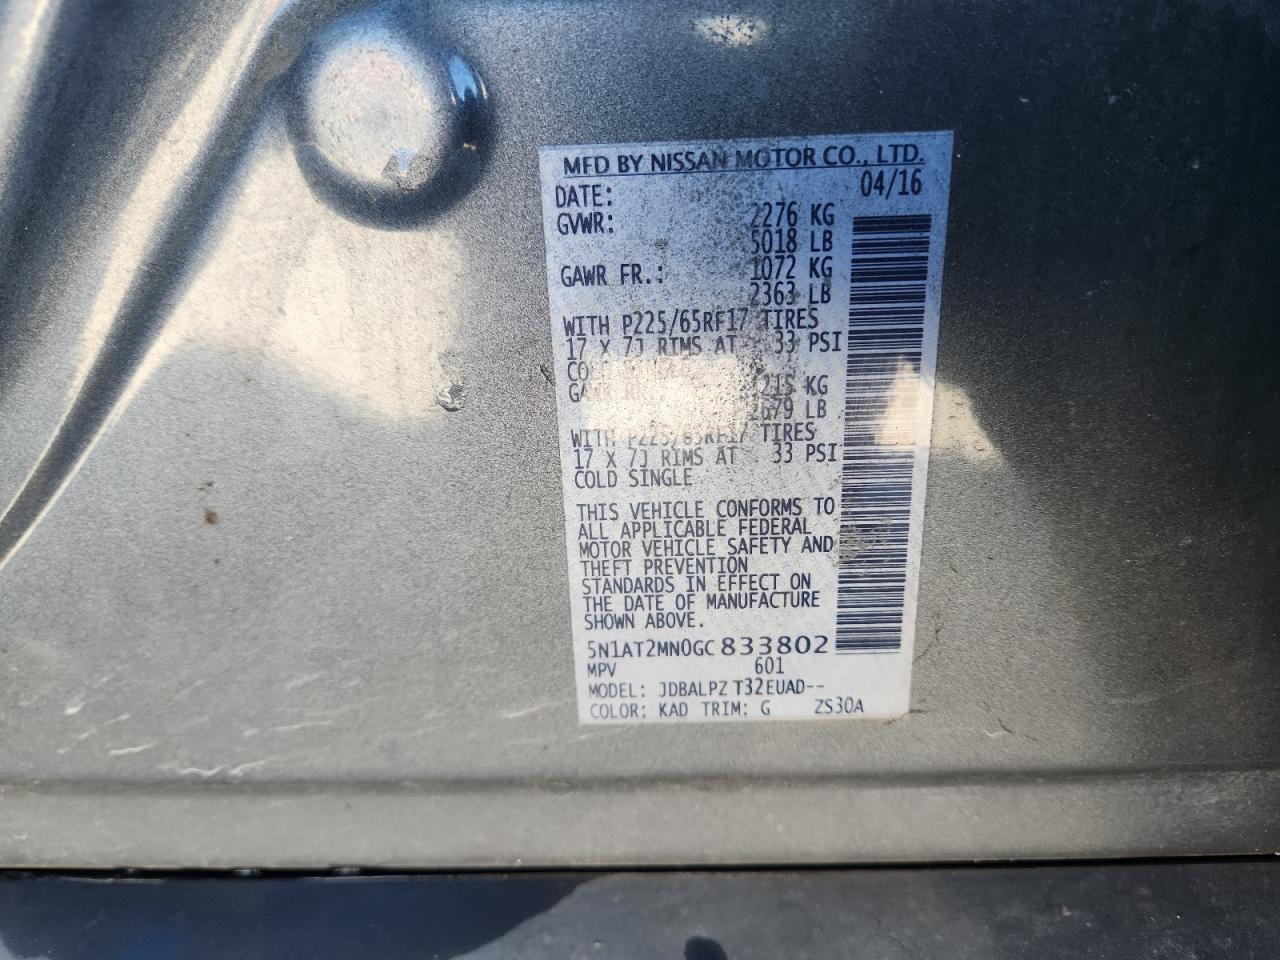 MFD BY NISSAN MOTOR CO., LTD.
DATE: 04/16
GVWR: 2276 KG
5018 LB
GAWR FR.: 1072 KG
2363 LB
WITH P225/65RF17 TIRES
17 X 7J RIMS AT 33 PSI
KG
LB
WITH P225/65RF17 TIRES
17 X 7J RIMS AT 33 PSI
COLD SINGLE
THIS VEHICLE CONFORMS TO
ALL APPLICABLE FEDERAL
MOTOR VEHICLE SAFETY AND
THEFT PREVENTION
STANDARDS IN EFFECT ON
THE DATE OF MANUFACTURE
SHOWN ABOVE.
5N1AT2MN0GC833802
MPV 601
MODEL: JDBALPZ T32EUAD--
COLOR: KAD TRIM: G ZS30A